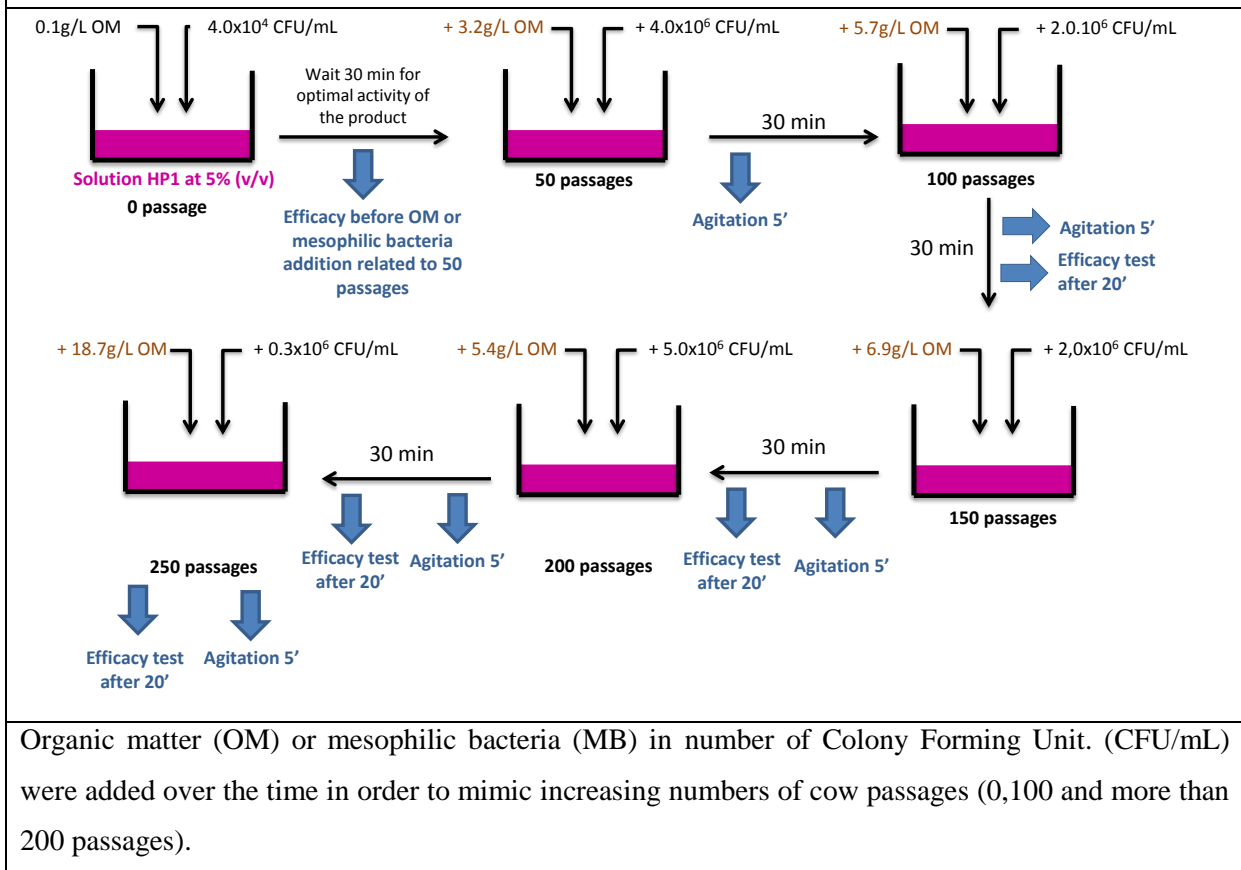 0.1g/L OM
4.0x10⁴ CFU/mL
Solution HP1 at 5% (v/v)
0 passage
Wait 30 min for
optimal activity of
the product
Efficacy before OM or
mesophilic bacteria
addition related to 50
passages
+ 3.2g/L OM
+ 4.0x10⁶ CFU/mL
50 passages
30 min
Agitation 5’
+ 5.7g/L OM
+ 2.0.10⁶ CFU/mL
100 passages
30 min
Agitation 5’
Efficacy test
after 20’
+ 6.9g/L OM
+ 2,0x10⁶ CFU/mL
150 passages
30 min
Agitation 5’
Efficacy test
after 20’
+ 5.4g/L OM
+ 5.0x10⁶ CFU/mL
200 passages
30 min
Agitation 5’
Efficacy test
after 20’
+ 18.7g/L OM
+ 0.3x10⁶ CFU/mL
250 passages
Efficacy test
after 20’
Agitation 5’
Organic matter (OM) or mesophilic bacteria (MB) in number of Colony Forming Unit. (CFU/mL)
were added over the time in order to mimic increasing numbers of cow passages (0,100 and more than
200 passages).